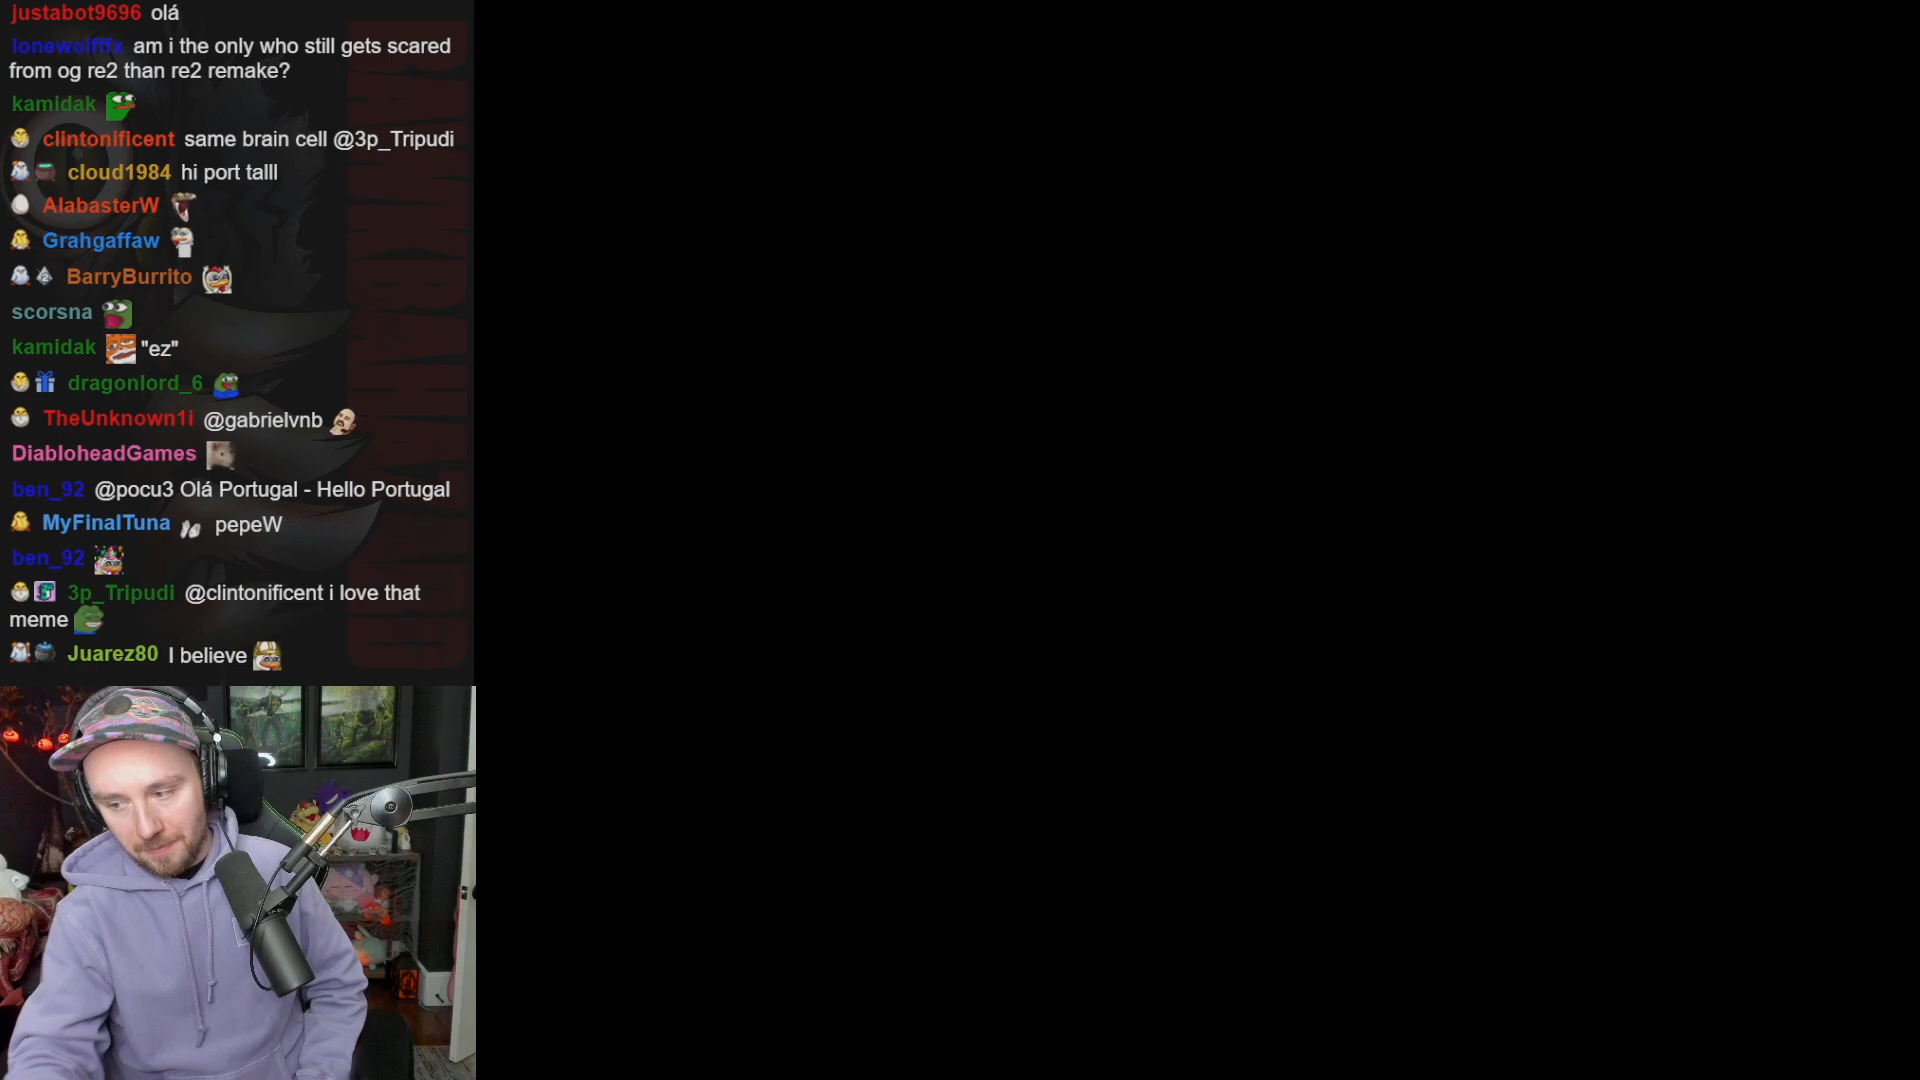 justabot9696 olá
lonewolfffx am i the only who still gets scared
from og re2 than re2 remake?
kamidak
clintonificent same brain cell @3p_Tripudi
cloud1984 hi port talll
AlabasterW
Grahgaffaw
BarryBurrito
scorsna
kamidak "ez"
dragonlord_6
TheUnknown1i @gabrielvnb
DiabloheadGames
ben_92 @pocu3 Olá Portugal - Hello Portugal
MyFinalTuna pepeW
ben_92
3p_Tripudi @clintonificent i love that
meme
Juarez80 I believe